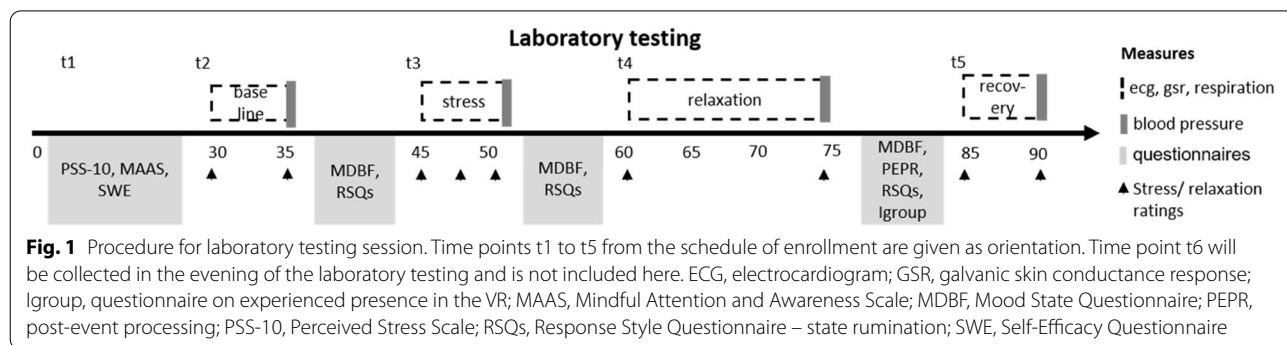 Laboratory testing
t1
t2
t3
t4
t5
base
line
stress
relaxation
recov-
ery
0
30
35
45
50
60
65
70
75
85
90
PSS-10, MAAS,
SWE
MDBF,
RSQs
MDBF,
RSQs
MDBF,
PEPR,
RSQs,
Igroup
Measures
ecg, gsr, respiration
blood pressure
questionnaires
Stress/ relaxation
ratings
Fig. 1 Procedure for laboratory testing session. Time points t1 to t5 from the schedule of enrollment are given as orientation. Time point t6 will
be collected in the evening of the laboratory testing and is not included here. ECG, electrocardiogram; GSR, galvanic skin conductance response;
Igroup, questionnaire on experienced presence in the VR; MAAS, Mindful Attention and Awareness Scale; MDBF, Mood State Questionnaire; PEPR,
post-event processing; PSS-10, Perceived Stress Scale; RSQs, Response Style Questionnaire – state rumination; SWE, Self-Efficacy Questionnaire